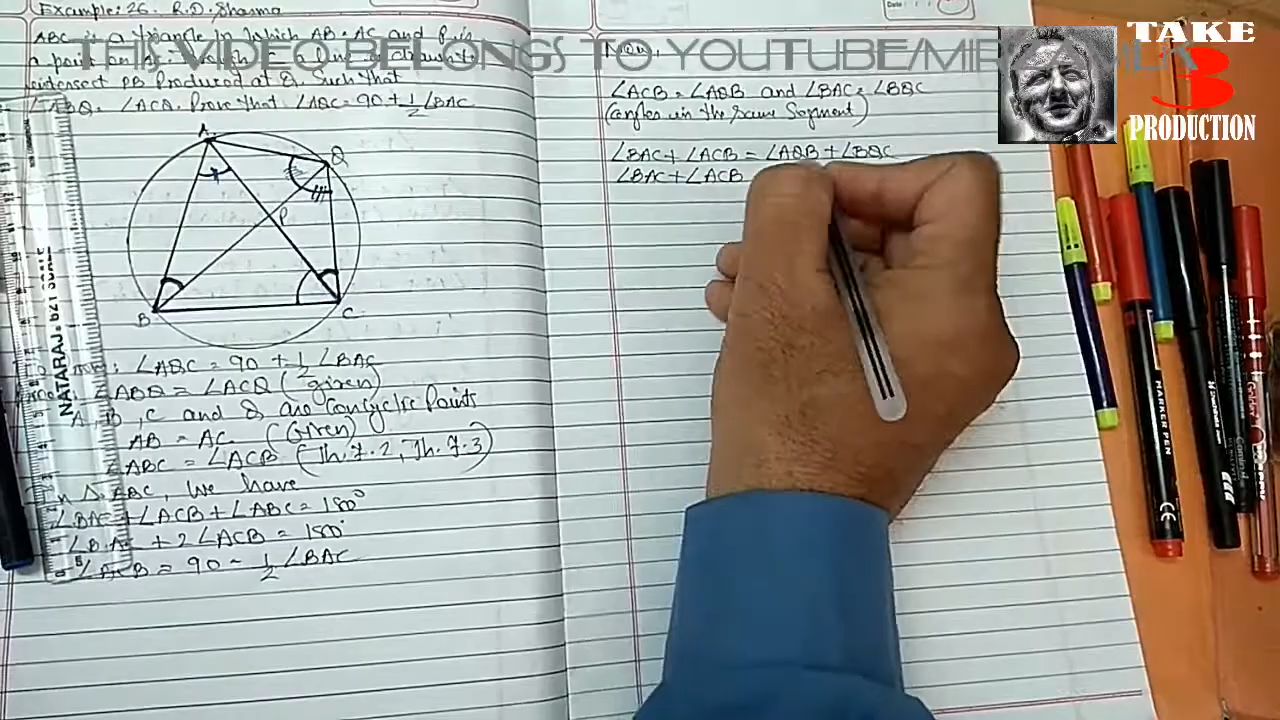 Example: 26. R.D. Sharma
ABC is a triangle in which AB = AC and P is
a point on
intersect PB Produced at Q. Such that
∠ABQ = ∠ACQ. Prove that ∠AQC = 90 + 1/2 ∠BAC
A
Q
P
B
C
: ∠AQC = 90 + 1/2 ∠BAC
∠ABQ = ∠ACQ (given)
A, B, C and Q are Concyclic Points
AB = AC (Given)
∠ABC = ∠ACB (Th. 7.2, Th. 7.3)
In △ABC, We have
∠BAC + ∠ACB + ∠ABC = 180°
∠BAC + 2∠ACB = 180°
∠ACB = 90 - 1/2 ∠BAC
NATARAJ. 621 SCALE
Now,
∠ACB = ∠AQB and ∠BAC = ∠BQC
(angles in the same Segment)
∠BAC + ∠ACB = ∠AQB + ∠BQC
∠BAC + ∠ACB
THIS VIDEO BELONGS TO YOUTUBE/MIR
TAKE
3
PRODUCTION
MARKER PEN
CE